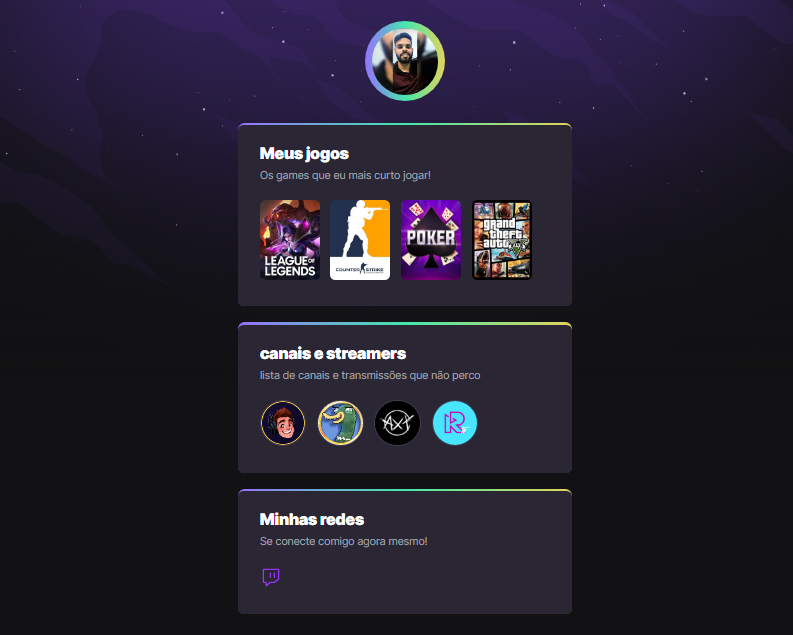 Meus jogos
Os games que eu mais curto jogar!
LEAGUE OF
LEGENDS
COUNTER STRIKE
POKER
grand
theft
auto V
canais e streamers
lista de canais e transmissões que não perco
AXT
R
Minhas redes
Se conecte comigo agora mesmo!